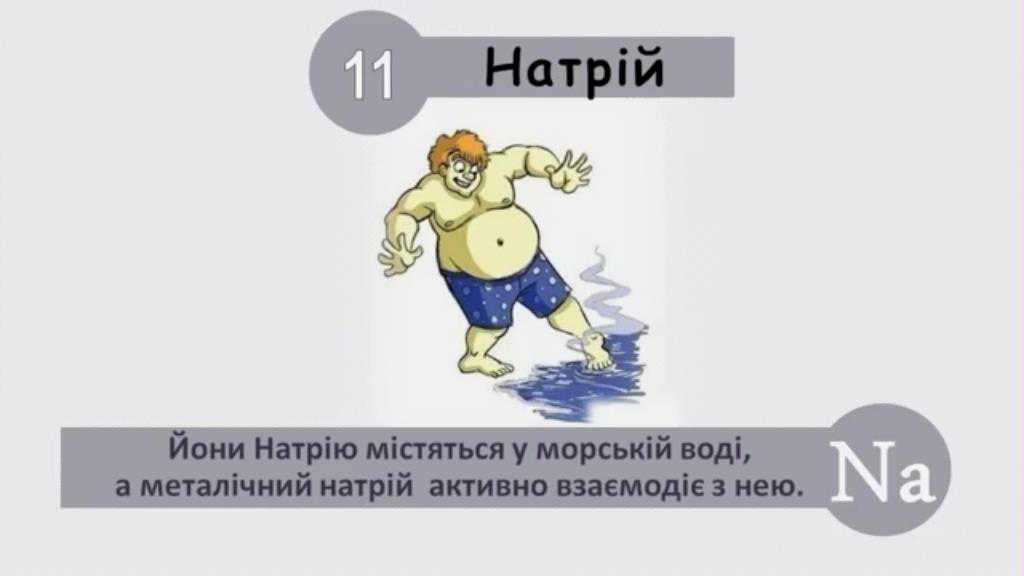 11
Натрій
Йони Натрію містяться у морській воді,
а металічний натрій активно взаємодіє з нею.
Na